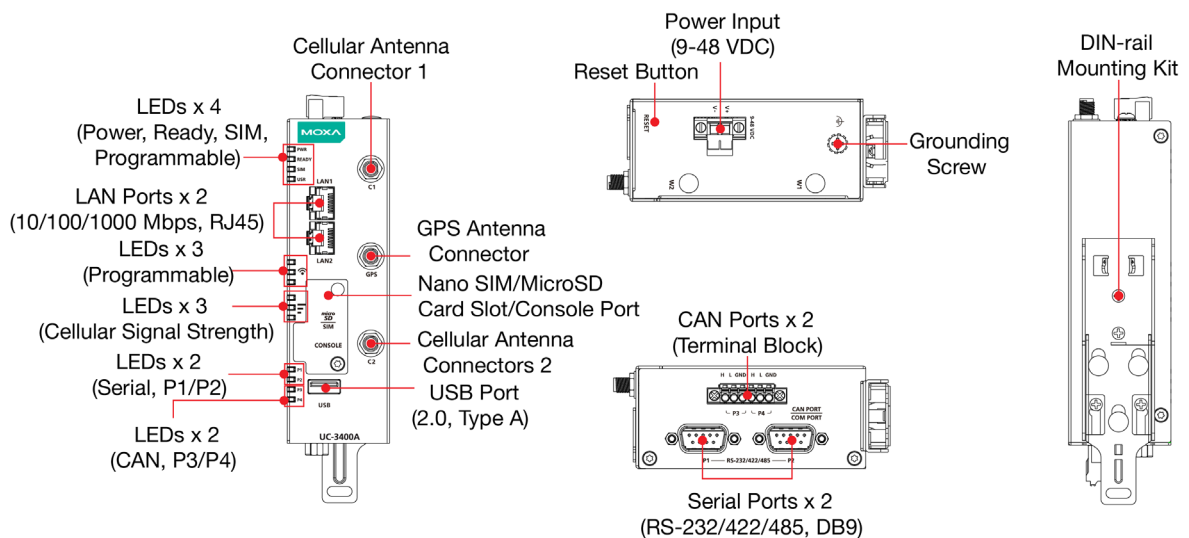 Cellular Antenna
Connector 1
LEDs x 4
(Power, Ready, SIM,
Programmable)
LAN Ports x 2
(10/100/1000 Mbps, RJ45)
LEDs x 3
(Programmable)
LEDs x 3
(Cellular Signal Strength)
LEDs x 2
(Serial, P1/P2)
LEDs x 2
(CAN, P3/P4)
MOXA
PWR
READY
SIM
USB
LAN1
C1
LAN2
GPS
micro
SD
SIM
CONSOLE
C2
P1
P2
P3
P4
USB
UC-3400A
GPS Antenna
Connector
Nano SIM/MicroSD
Card Slot/Console Port
Cellular Antenna
Connectors 2
USB Port
(2.0, Type A)
Power Input
(9-48 VDC)
Reset Button
RESET
V-
V+
9-48 VDC
W2
W1
Grounding
Screw
CAN Ports x 2
(Terminal Block)
H L GND H L GND
P3 P4
CAN PORT
COM PORT
P1 RS-232/422/485 P2
Serial Ports x 2
(RS-232/422/485, DB9)
DIN-rail
Mounting Kit